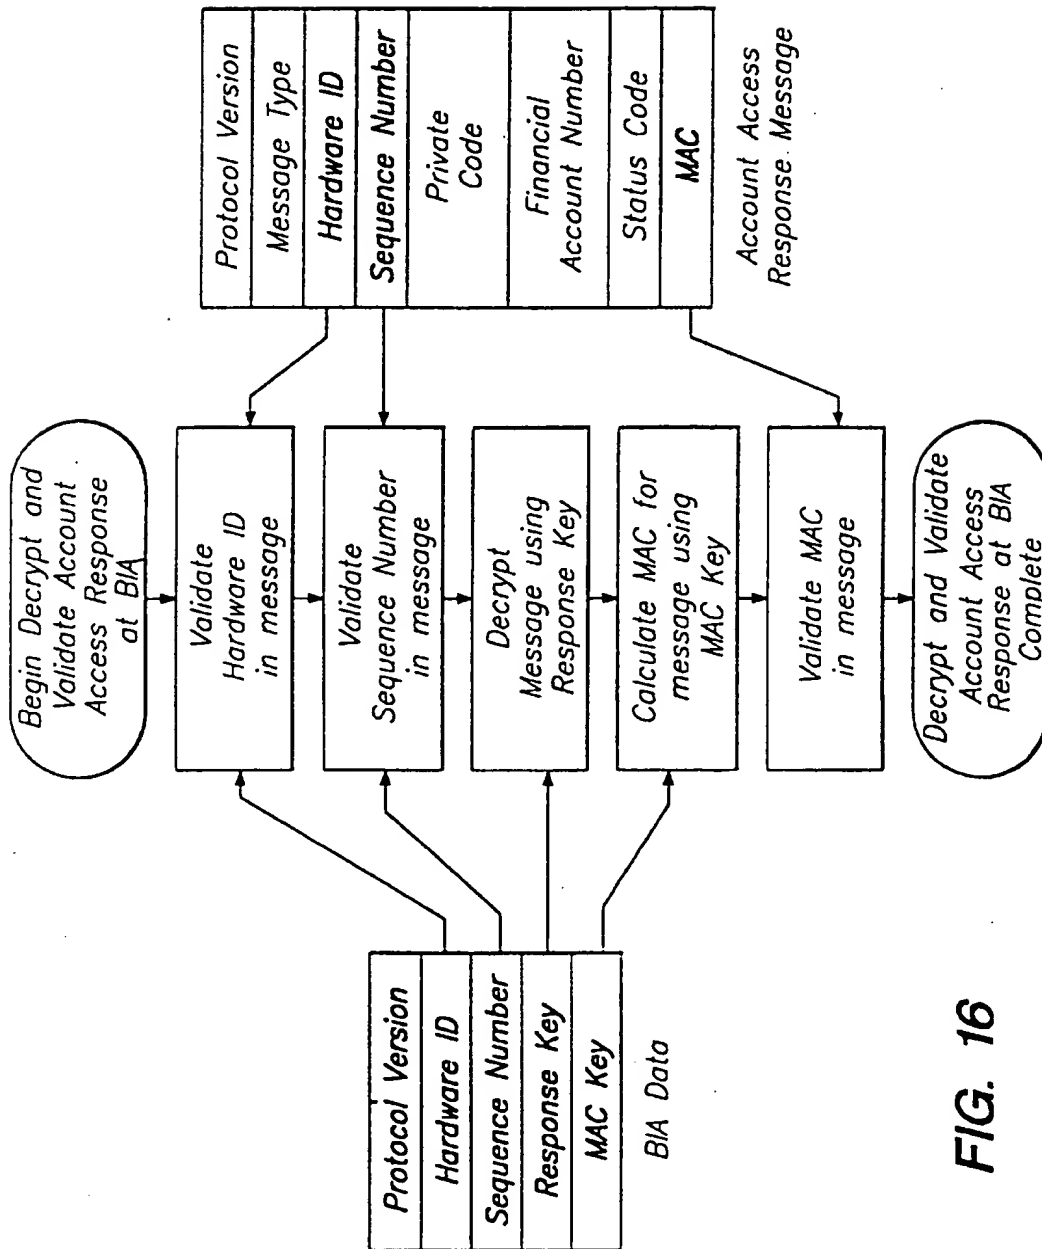 Begin Decrypt and
Validate Account
Access Response
at BIA
Validate
Hardware ID
in message
Validate
Sequence Number
in message
Decrypt
Message using
Response Key
Calculate MAC for
message using
MAC Key
Validate MAC
in message
Decrypt and Validate
Account Access
Response at BIA
Complete
Protocol Version
Hardware ID
Sequence Number
Response Key
MAC Key
BIA Data
Protocol Version
Message Type
Hardware ID
Sequence Number
Private
Code
Financial
Account Number
Status Code
MAC
Account Access
Response Message
FIG. 16